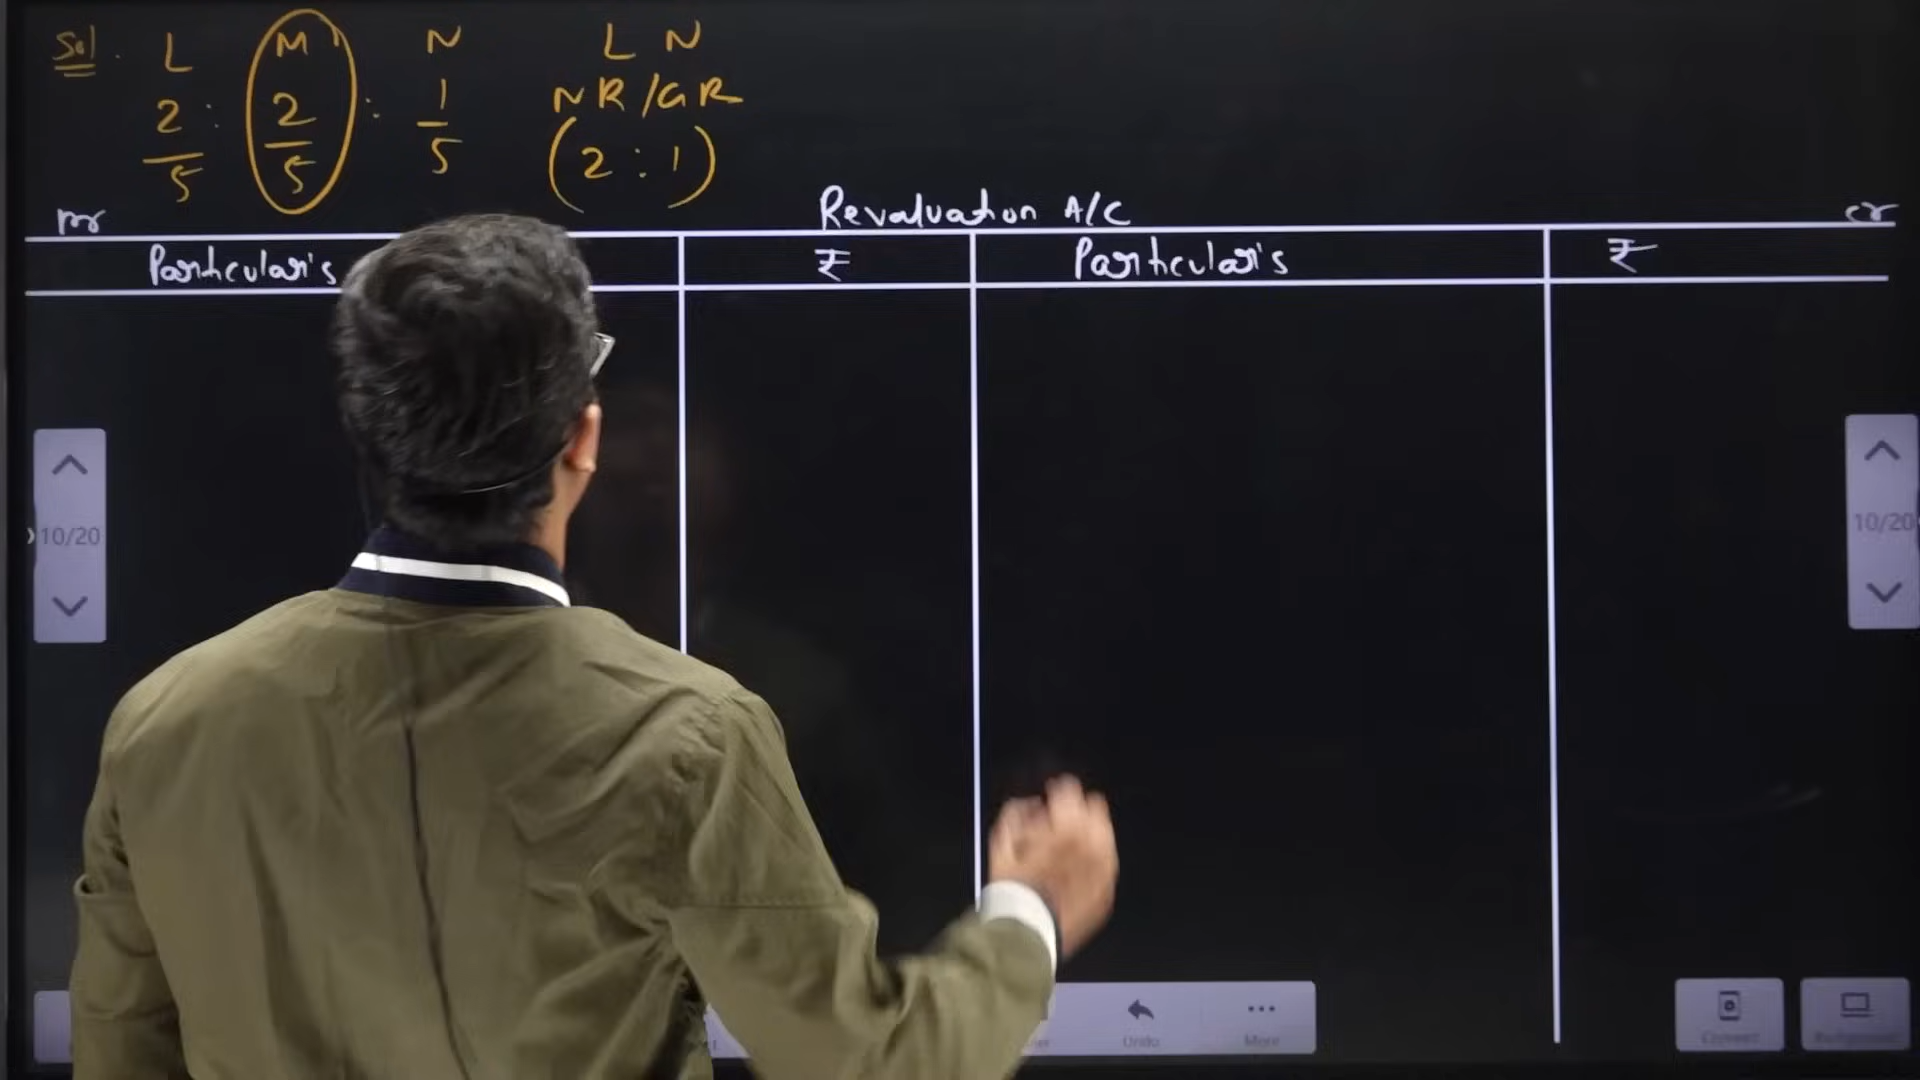 Sol. L M N L N
2/5 : 2/5 : 1/5 NR/GR
(2 : 1)
Dr Revaluation A/C Cr
Particular's ₹ Particular's ₹
10/20 10/20
Undo More